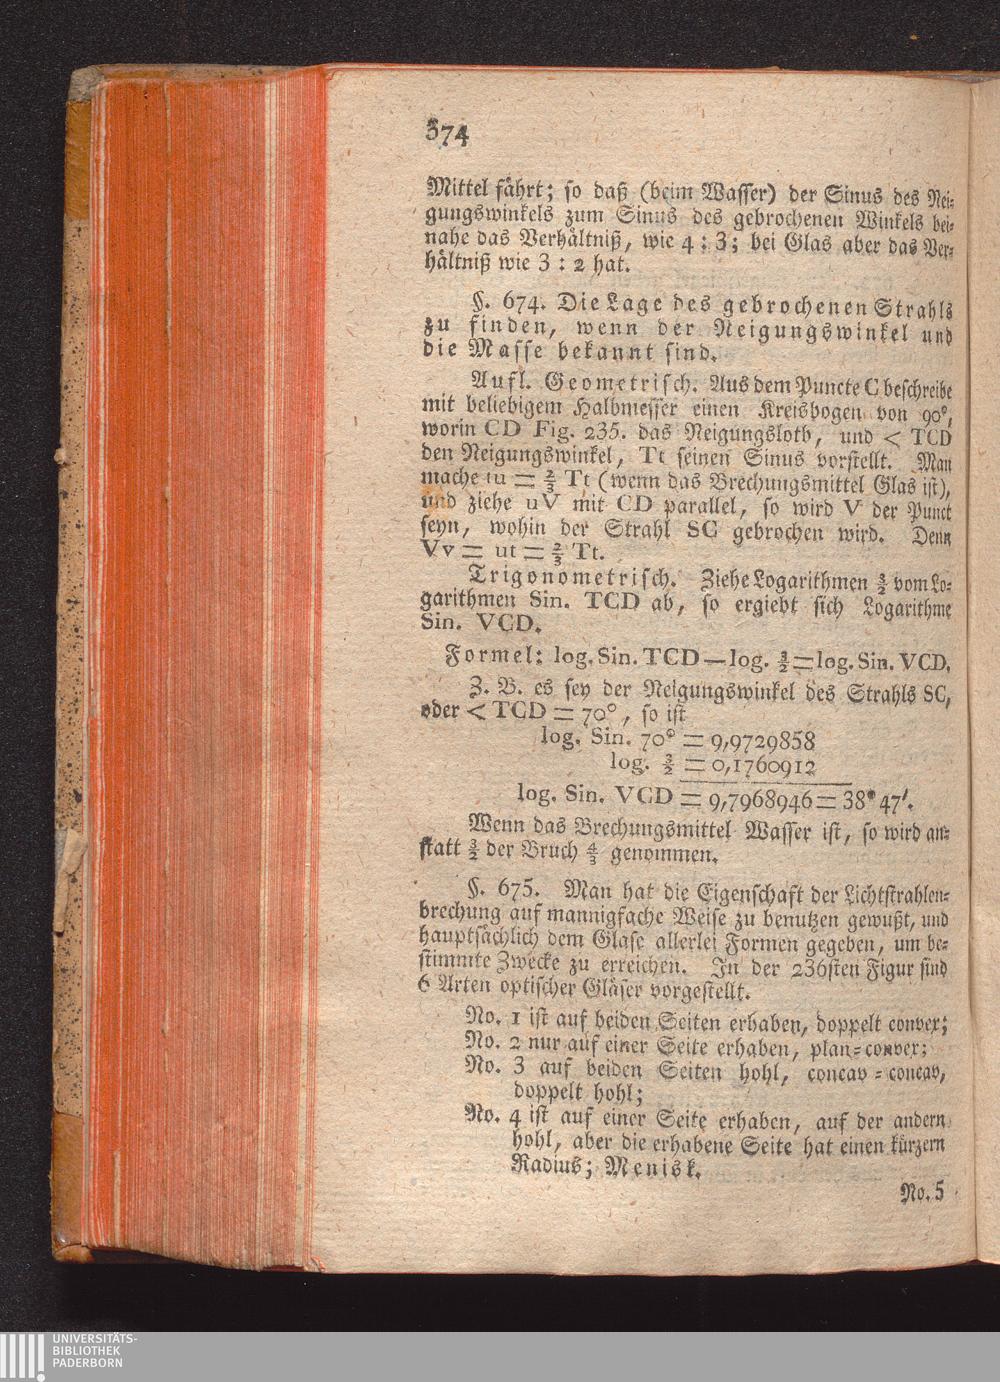 374
Mittel fährt; so daß (beim Wasser) der Sinus des Nei-
gungswinkels zum Sinus des gebrochenen Winkels bei-
nahe das Verhältniß, wie 4 : 3; bei Glas aber das Ver-
hältniß wie 3 : 2 hat.
§. 674. Die Lage des gebrochenen Strahls
zu finden, wenn der Neigungswinkel und
die Masse bekannt sind.
Aufl. Geometrisch. Aus dem Puncte C beschreibe
mit beliebigem Halbmesser einen Kreisbogen von 90°,
worin CD Fig. 235. das Neigungsloth, und < TCD
den Neigungswinkel, Tt seinen Sinus vorstellt. Man
mache tu = 2/3 Tt (wenn das Brechungsmittel Glas ist),
und ziehe uV mit CD parallel, so wird V der Punct
seyn, wohin der Strahl SC gebrochen wird. Denn
Vv = ut = 2/3 Tt.
Trigonometrisch. Ziehe Logarithmen 3/2 vom Lo-
garithmen Sin. TCD ab, so ergiebt sich Logarithme
Sin. VCD.
Formel: log. Sin. TCD — log. 3/2 = log. Sin. VCD.
Z. B. es sey der Neigungswinkel des Strahls SC,
oder < TCD = 70°, so ist
log. Sin. 70° = 9,9729858
log. 3/2 = 0,1760912
log. Sin. VCD = 9,7968946 = 38° 47′.
Wenn das Brechungsmittel Wasser ist, so wird an-
statt 3/2 der Bruch 4/3 genommen.
§. 675. Man hat die Eigenschaft der Lichtstrahlen-
brechung auf mannigfache Weise zu benutzen gewußt, und
hauptsächlich dem Glase allerlei Formen gegeben, um be-
stimmte Zwecke zu erreichen. In der 236sten Figur sind
6 Arten optischer Gläser vorgestellt.
No. 1 ist auf beiden Seiten erhaben, doppelt convex;
No. 2 nur auf einer Seite erhaben, plan-convex;
No. 3 auf beiden Seiten hohl, concav-concav,
doppelt hohl;
No. 4 ist auf einer Seite erhaben, auf der andern
hohl, aber die erhabene Seite hat einen kürzern
Radius; Menisk.
No. 5
UNIVERSITÄTS-
BIBLIOTHEK
PADERBORN